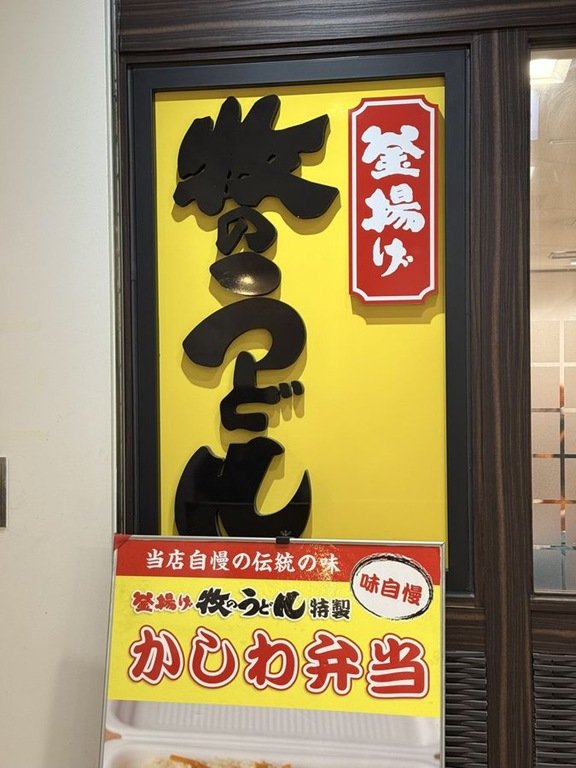 釜揚げ
牧のうどん
当店自慢の伝統の味
味自慢
釜揚げ 牧のうどん 特製
かしわ弁当